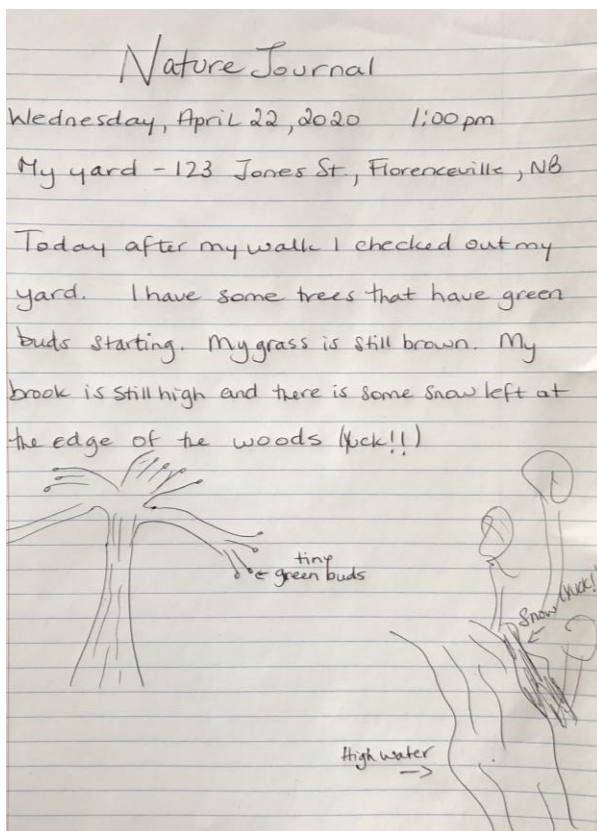 Nature Journal
Wednesday, April 22, 2020 1:00pm
My yard - 123 Jones St., Florenceville, NB
Today after my walk I checked out my
yard. I have some trees that have green
buds starting. My grass is still brown. My
brook is still high and there is some snow left at
the edge of the woods (Yuck!!)
tiny
green buds
Snow (Yuck!
High water